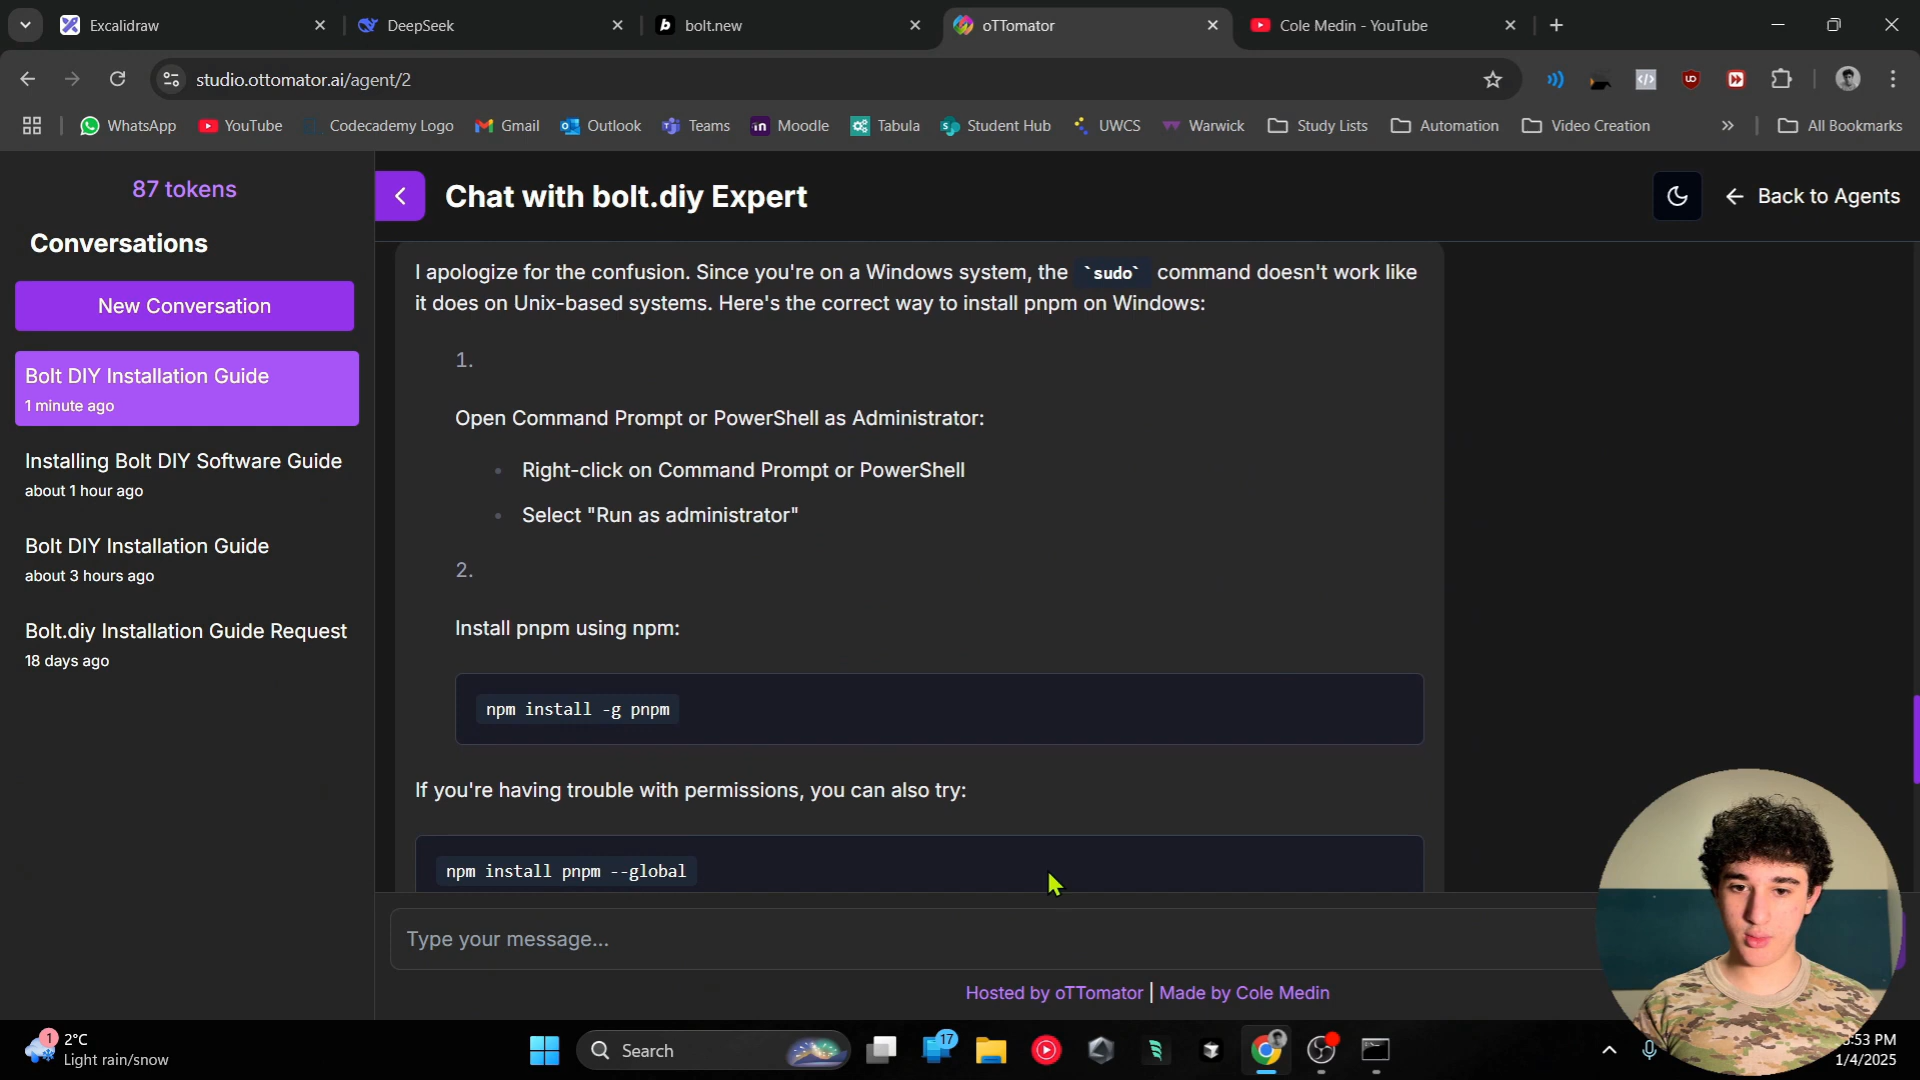 Excalidraw
DeepSeek
bolt.new
oTTomator
Cole Medin - YouTube
studio.ottomator.ai/agent/2
WhatsApp
YouTube
Codecademy Logo
Gmail
Outlook
Teams
Moodle
Tabula
Student Hub
UWCS
Warwick
Study Lists
Automation
Video Creation
All Bookmarks
87 tokens
Conversations
New Conversation
Bolt DIY Installation Guide
1 minute ago
Installing Bolt DIY Software Guide
about 1 hour ago
Bolt DIY Installation Guide
about 3 hours ago
Bolt.diy Installation Guide Request
18 days ago
Chat with bolt.diy Expert
Back to Agents
I apologize for the confusion. Since you're on a Windows system, the `sudo` command doesn't work like
it does on Unix-based systems. Here's the correct way to install pnpm on Windows:
1.
Open Command Prompt or PowerShell as Administrator:
Right-click on Command Prompt or PowerShell
Select "Run as administrator"
2.
Install pnpm using npm:
npm install -g pnpm
If you're having trouble with permissions, you can also try:
npm install pnpm --global
Type your message...
Hosted by oTTomator | Made by Cole Medin
1
2°C
Light rain/snow
Search
17
:53 PM
1/4/2025